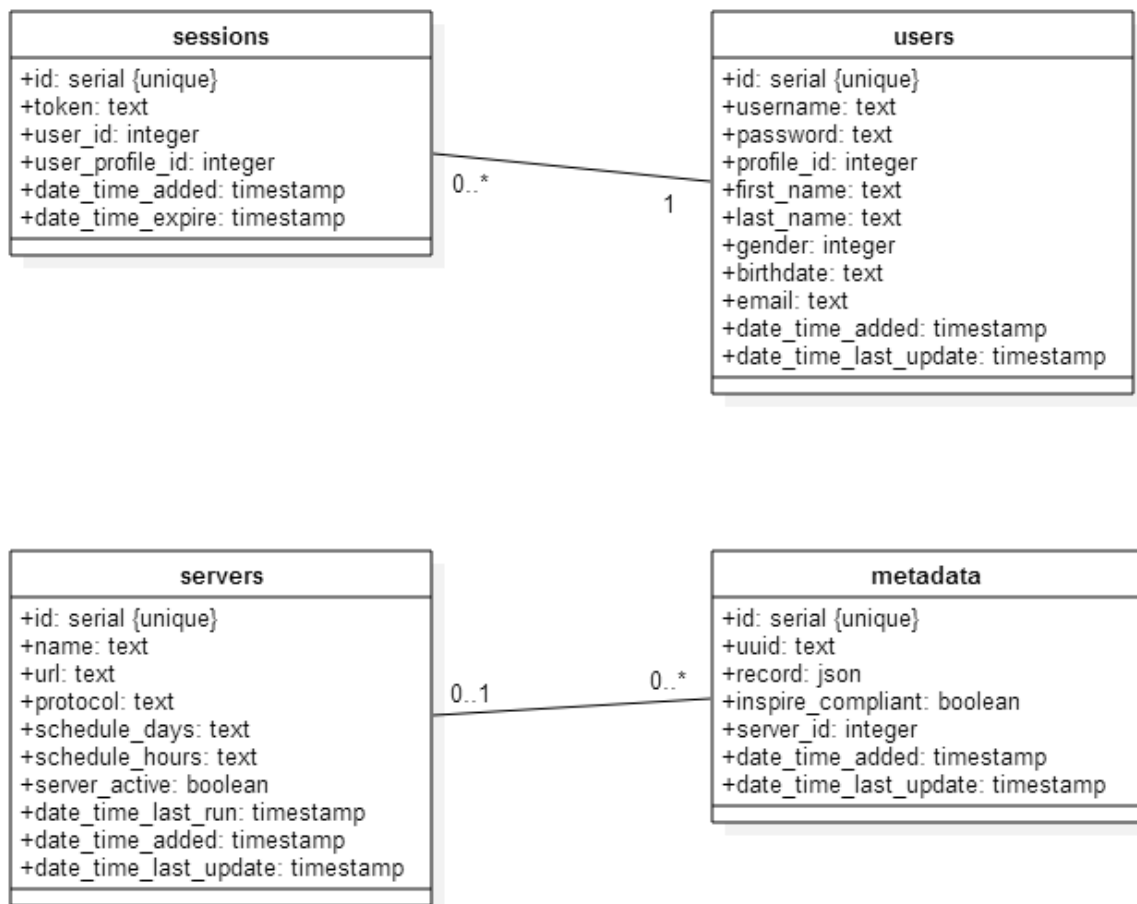 sessions
+id: serial {unique}
+token: text
+user_id: integer
+user_profile_id: integer
+date_time_added: timestamp
+date_time_expire: timestamp
0..*
1
users
+id: serial {unique}
+username: text
+password: text
+profile_id: integer
+first_name: text
+last_name: text
+gender: integer
+birthdate: text
+email: text
+date_time_added: timestamp
+date_time_last_update: timestamp
servers
+id: serial {unique}
+name: text
+url: text
+protocol: text
+schedule_days: text
+schedule_hours: text
+server_active: boolean
+date_time_last_run: timestamp
+date_time_added: timestamp
+date_time_last_update: timestamp
0..1
0..*
metadata
+id: serial {unique}
+uuid: text
+record: json
+inspire_compliant: boolean
+server_id: integer
+date_time_added: timestamp
+date_time_last_update: timestamp